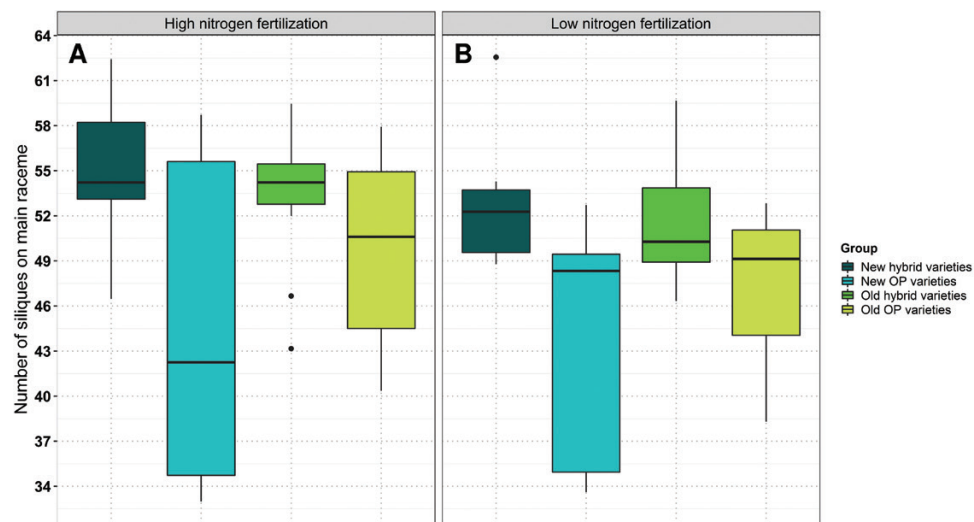 High nitrogen fertilization
Low nitrogen fertilization
A
B
Number of siliques on main raceme
64
61
58
55
52
49
46
43
40
37
34
Group
New hybrid varieties
New OP varieties
Old hybrid varieties
Old OP varieties